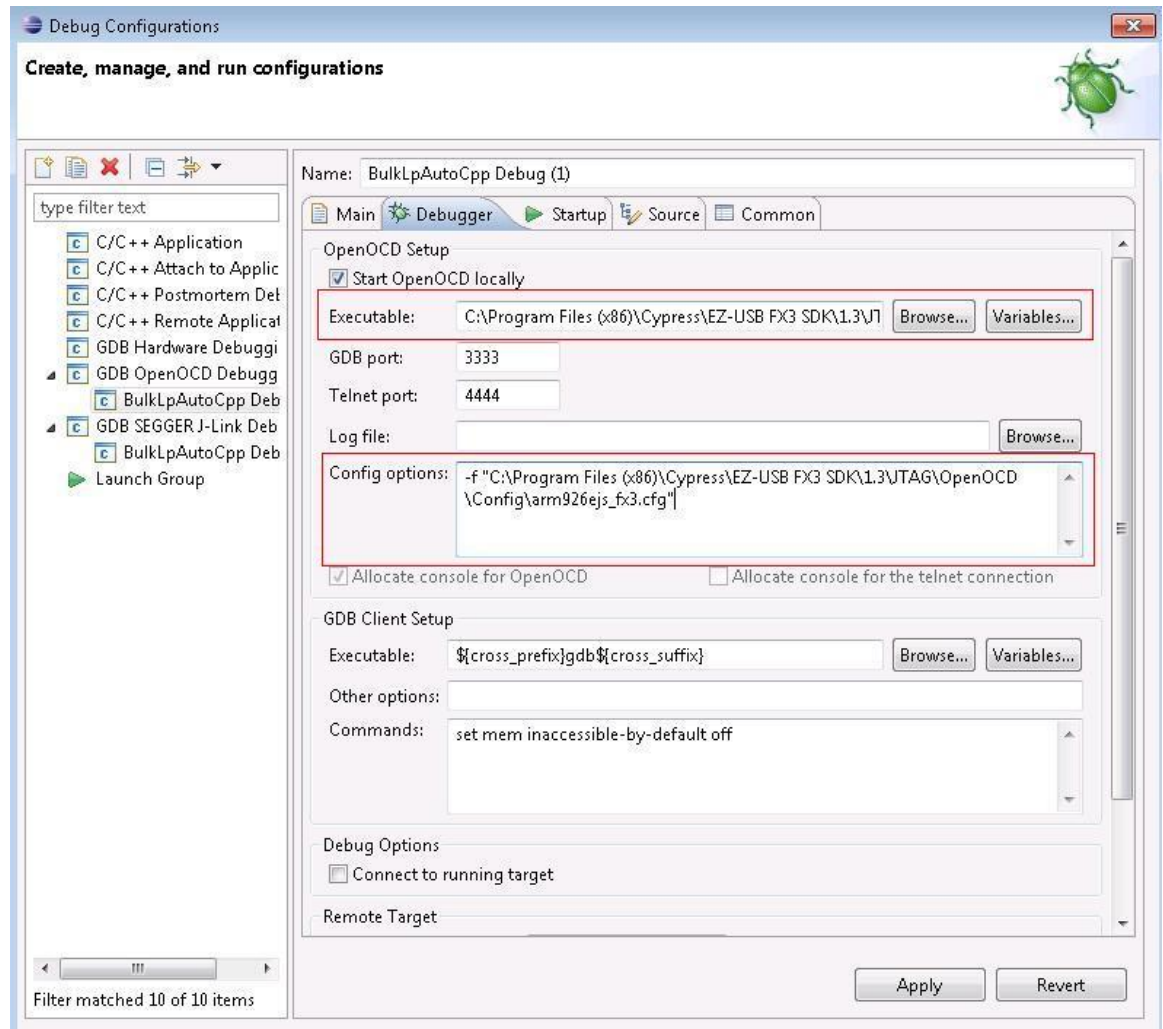 Debug Configurations
Create, manage, and run configurations
type filter text
C/C++ Application
C/C++ Attach to Applic
C/C++ Postmortem Det
C/C++ Remote Applicat
GDB Hardware Debuggi
GDB OpenOCD Debugg
BulkLpAutoCpp Deb
GDB SEGGER J-Link Deb
BulkLpAutoCpp Deb
Launch Group
Filter matched 10 of 10 items
Name: BulkLpAutoCpp Debug (1)
Main Debugger Startup Source Common
OpenOCD Setup
Start OpenOCD locally
Executable: C:\Program Files (x86)\Cypress\EZ-USB FX3 SDK\1.3\JT Browse... Variables...
GDB port: 3333
Telnet port: 4444
Log file: Browse...
Config options: -f "C:\Program Files (x86)\Cypress\EZ-USB FX3 SDK\1.3\JTAG\OpenOCD
\Config\arm926ejs_fx3.cfg"
Allocate console for OpenOCD Allocate console for the telnet connection
GDB Client Setup
Executable: ${cross_prefix}gdb${cross_suffix} Browse... Variables...
Other options:
Commands: set mem inaccessible-by-default off
Debug Options
Connect to running target
Remote Target
Apply Revert